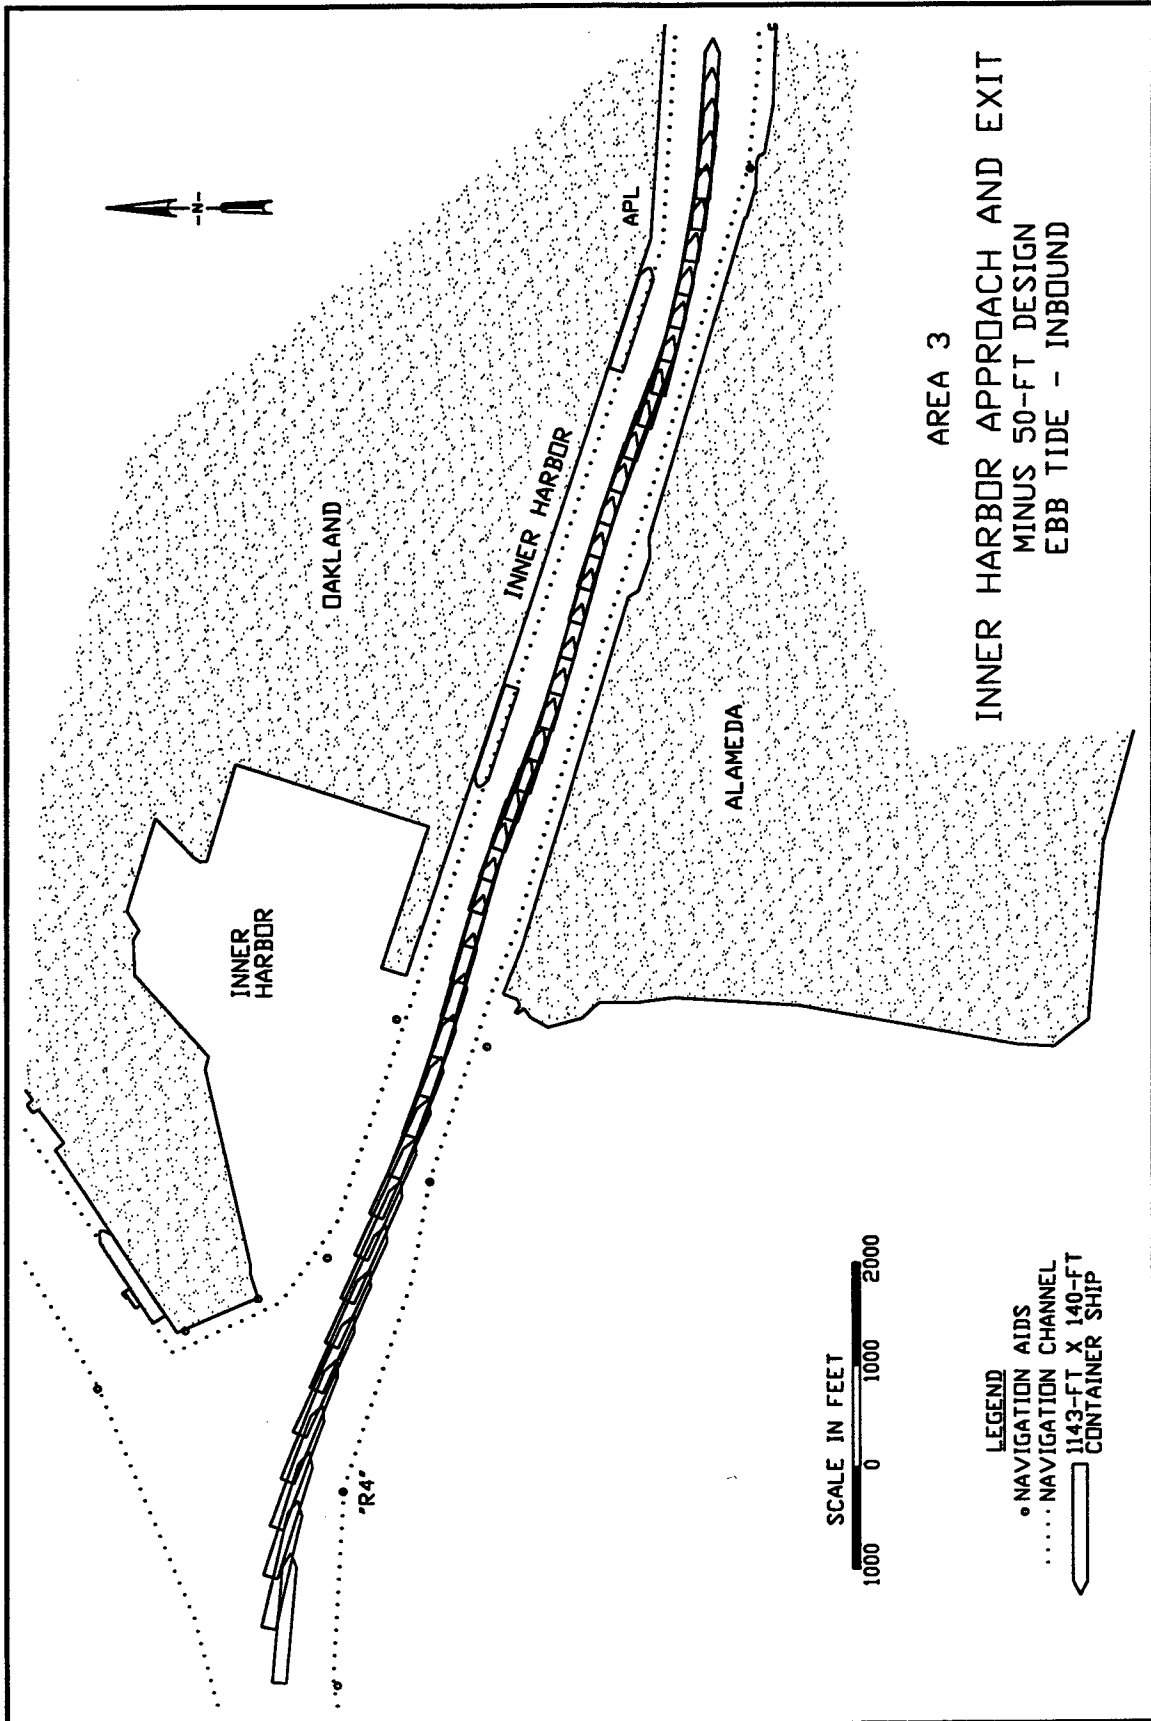 -N-
APL
OAKLAND
INNER HARBOR
INNER
HARBOR
ALAMEDA
"R4"
AREA 3
INNER HARBOR APPROACH AND EXIT
MINUS 50-FT DESIGN
EBB TIDE - INBOUND
SCALE IN FEET
1000 0 1000 2000
LEGEND
NAVIGATION AIDS
NAVIGATION CHANNEL
1143-FT X 140-FT
CONTAINER SHIP